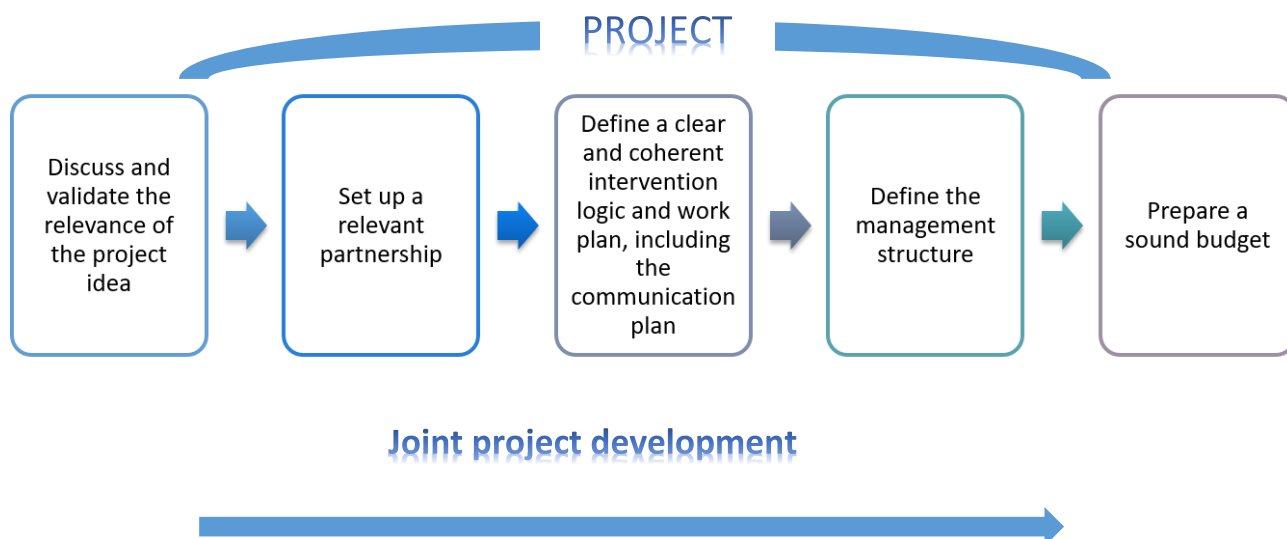 PROJECT
Discuss and
validate the
relevance of
the project
idea
Set up a
relevant
partnership
Define a clear
and coherent
intervention
logic and work
plan, including
the
communication
plan
Define the
management
structure
Prepare a
sound budget
Joint project development